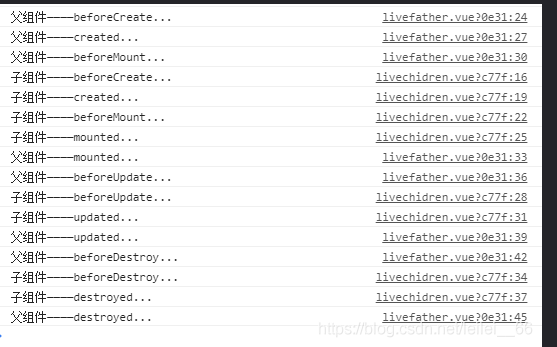 父组件——beforeCreate... livefather.vue?0e31:24
父组件——created... livefather.vue?0e31:27
父组件——beforeMount... livefather.vue?0e31:30
子组件——beforeCreate... livechidren.vue?c77f:16
子组件——created... livechidren.vue?c77f:19
子组件——beforeMount... livechidren.vue?c77f:22
子组件——mounted... livechidren.vue?c77f:25
父组件——mounted... livefather.vue?0e31:33
父组件——beforeUpdate... livefather.vue?0e31:36
子组件——beforeUpdate... livechidren.vue?c77f:28
子组件——updated... livechidren.vue?c77f:31
父组件——updated... livefather.vue?0e31:39
父组件——beforeDestroy... livefather.vue?0e31:42
子组件——beforeDestroy... livechidren.vue?c77f:34
子组件——destroyed... livechidren.vue?c77f:37
父组件——destroyed... livefather.vue?0e31:45
https://blog.csdn.net/feifei__66